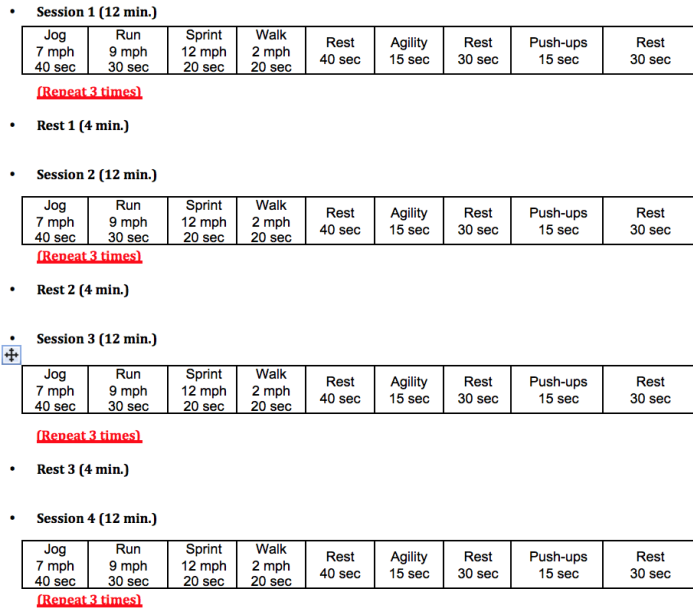 • Session 1 (12 min.)
Jog Run Sprint Walk Rest Agility Rest Push-ups Rest
7 mph 9 mph 12 mph 2 mph 40 sec 15 sec 30 sec 15 sec 30 sec
40 sec 30 sec 20 sec 20 sec
(Repeat 3 times)
• Rest 1 (4 min.)
• Session 2 (12 min.)
Jog Run Sprint Walk Rest Agility Rest Push-ups Rest
7 mph 9 mph 12 mph 2 mph 40 sec 15 sec 30 sec 15 sec 30 sec
40 sec 30 sec 20 sec 20 sec
(Repeat 3 times)
• Rest 2 (4 min.)
• Session 3 (12 min.)
Jog Run Sprint Walk Rest Agility Rest Push-ups Rest
7 mph 9 mph 12 mph 2 mph 40 sec 15 sec 30 sec 15 sec 30 sec
40 sec 30 sec 20 sec 20 sec
(Repeat 3 times)
• Rest 3 (4 min.)
• Session 4 (12 min.)
Jog Run Sprint Walk Rest Agility Rest Push-ups Rest
7 mph 9 mph 12 mph 2 mph 40 sec 15 sec 30 sec 15 sec 30 sec
40 sec 30 sec 20 sec 20 sec
(Repeat 3 times)